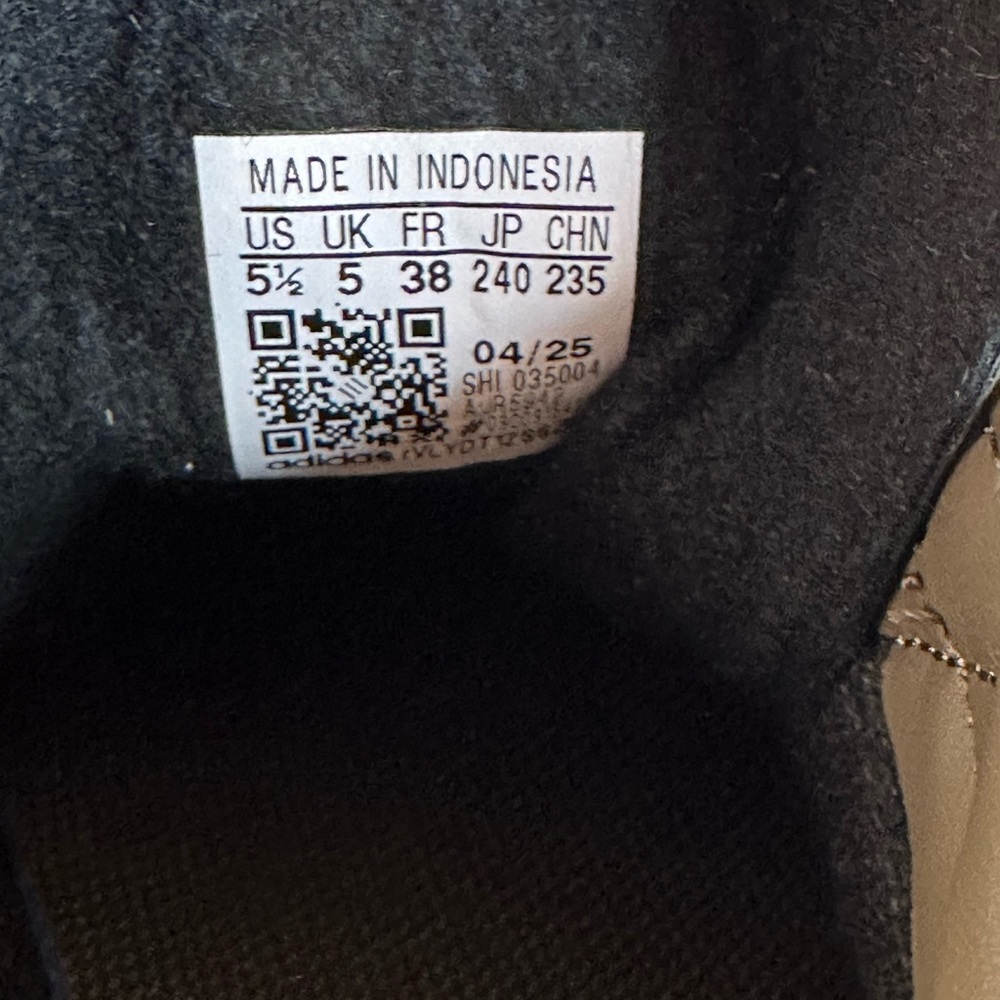 MADE IN INDONESIA
US UK FR JP CHN
5½ 5 38 240 235
04/25
SHI 035004
adidas